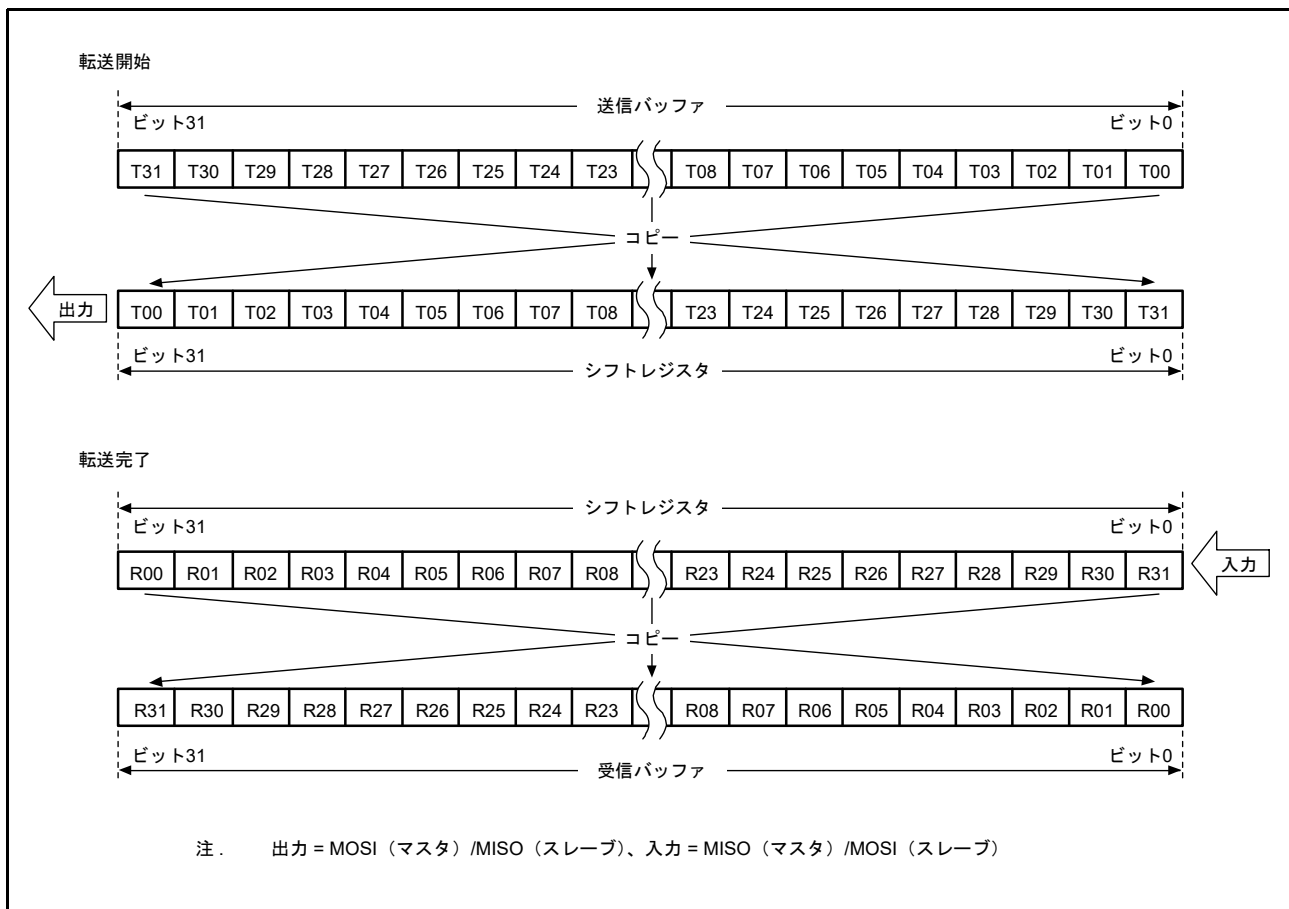 転送開始
送信バッファ
ビット31 ビット0
T31 T30 T29 T28 T27 T26 T25 T24 T23 T08 T07 T06 T05 T04 T03 T02 T01 T00
コピー
出力 T00 T01 T02 T03 T04 T05 T06 T07 T08 T23 T24 T25 T26 T27 T28 T29 T30 T31
ビット31 ビット0
シフトレジスタ
転送完了
シフトレジスタ
ビット31 ビット0
R00 R01 R02 R03 R04 R05 R06 R07 R08 R23 R24 R25 R26 R27 R28 R29 R30 R31 入力
コピー
R31 R30 R29 R28 R27 R26 R25 R24 R23 R08 R07 R06 R05 R04 R03 R02 R01 R00
ビット31 ビット0
受信バッファ
注. 出力 = MOSI（マスタ）/MISO（スレーブ）、入力 = MISO（マスタ）/MOSI（スレーブ）